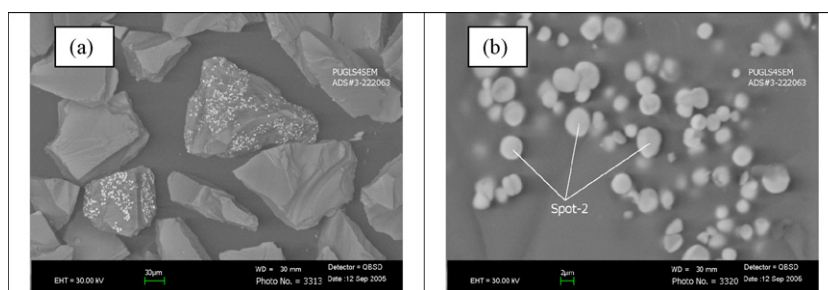 (a)
PUGLS4SEM
ADS#3-222063
EHT = 30.00 kV
30µm
WD = 30 mm
Photo No. = 3313
Detector = QBSD
Date :12 Sep 2005
(b)
PUGLS4SEM
ADS#3-222063
Spot-2
EHT = 30.00 kV
2µm
WD = 30 mm
Photo No. = 3320
Detector = QBSD
Date :12 Sep 2005